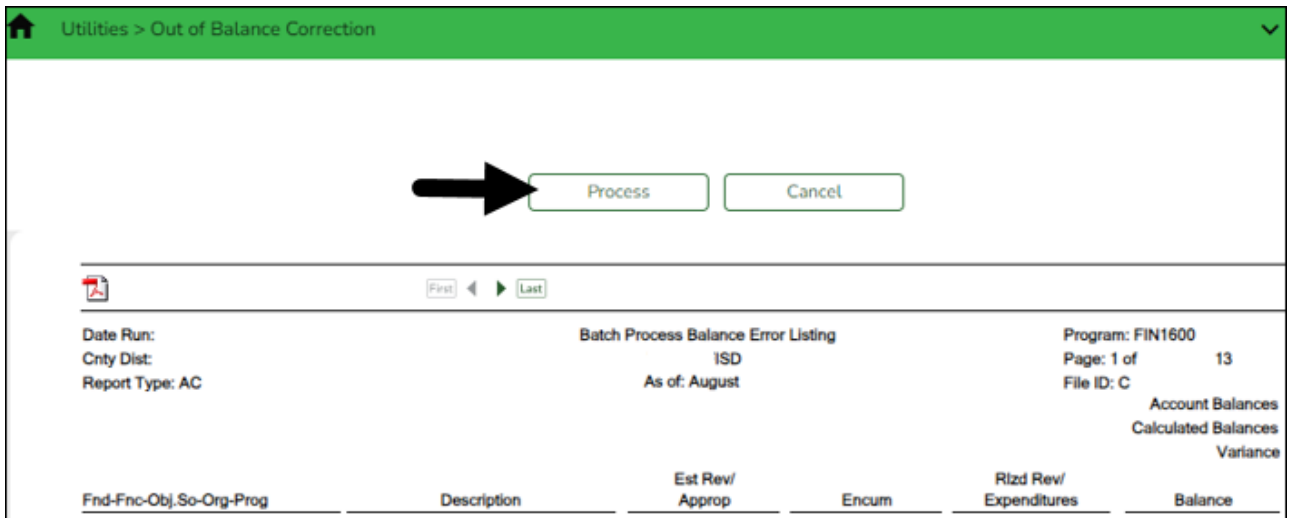 Utilities > Out of Balance Correction
Process Cancel
First Last
Date Run: Batch Process Balance Error Listing Program: FIN1600
Cnty Dist: ISD Page: 1 of 13
Report Type: AC As of: August File ID: C
Account Balances
Calculated Balances
Variance
Est Rev/ Rlzd Rev/
Fnd-Fnc-Obj.So-Org-Prog Description Approp Encum Expenditures Balance